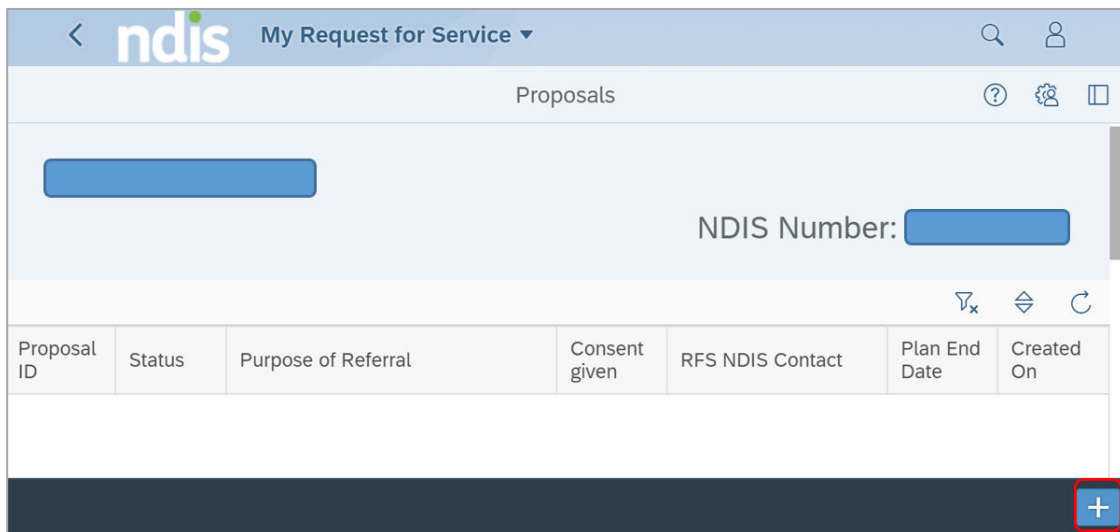 ndis My Request for Service
Proposals
NDIS Number:
Proposal ID Status Purpose of Referral Consent given RFS NDIS Contact Plan End Date Created On